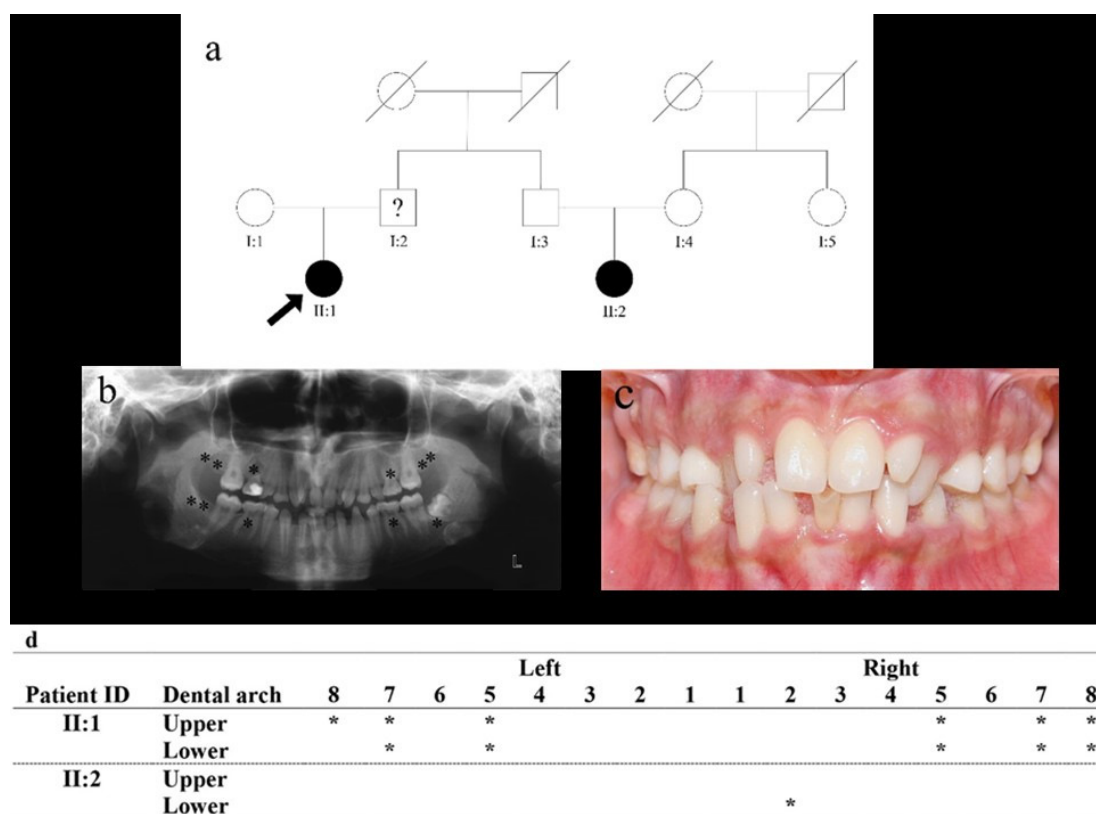 a
?
I:1 I:2 I:3 I:4 I:5
II:1 II:2
b
* * * * * *
* * * * *
L
c
d
Left Right
Patient ID Dental arch 8 7 6 5 4 3 2 1 1 2 3 4 5 6 7 8
II:1 Upper * * * * * *
Lower * * * * *
II:2 Upper
Lower *